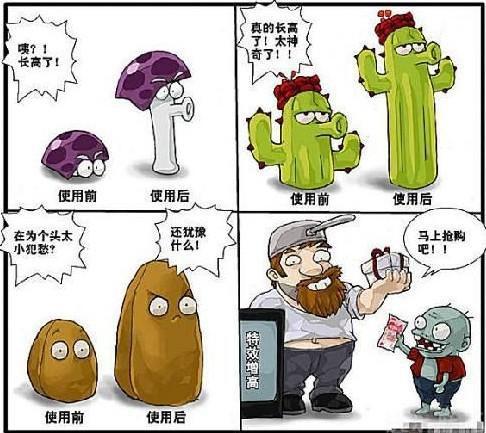 咦？！
长高了！
使用前
使用后
真的长高
了！太神
奇了！！
使用前
使用后
在为个头太
小犯愁？
还犹豫
什么！
使用前
使用后
马上抢购
吧！！
特效增高